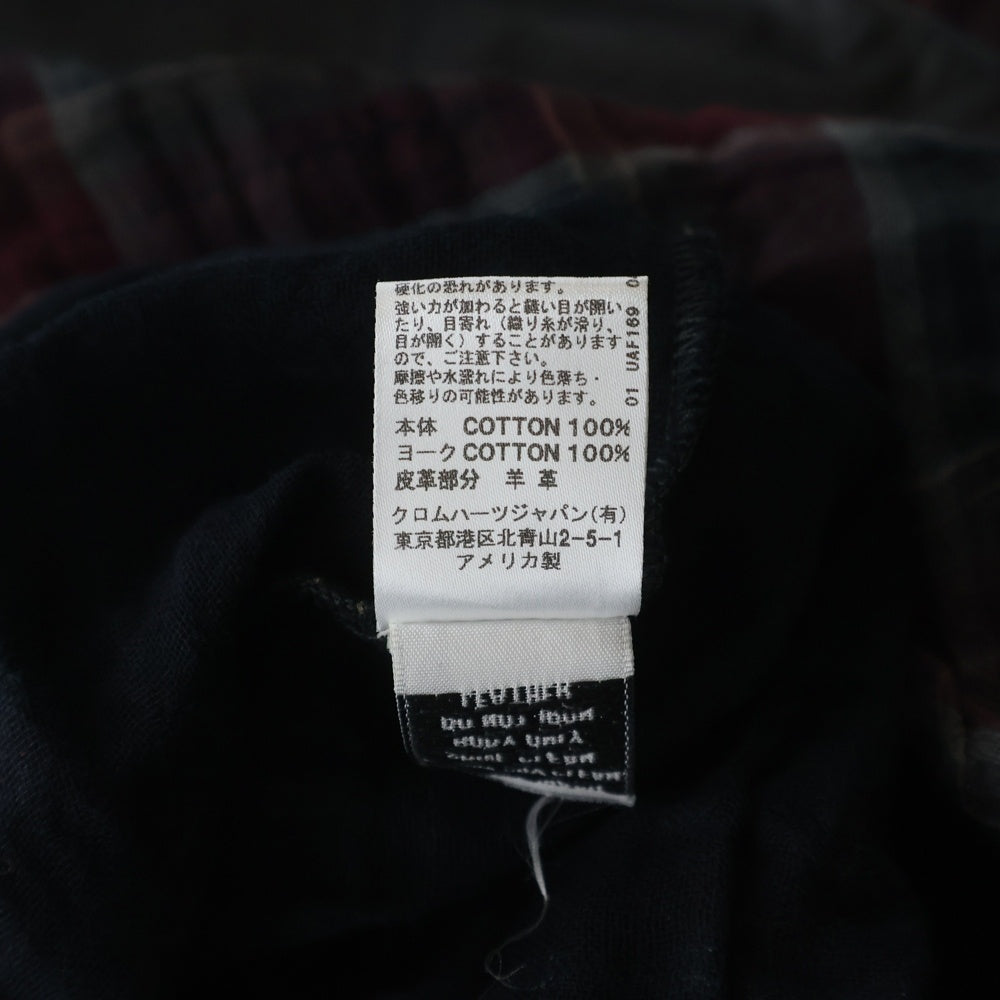 硬化の恐れがあります。
強い力が加わると縫い目が開い
たり、目寄れ（織り糸が滑り、
目が開く）することがあります
ので、ご注意下さい。
摩擦や水濡れにより色落ち・
色移りの可能性があります。
01 UAF169
本体 COTTON 100%
ヨーク COTTON 100%
皮革部分 羊革
クロムハーツジャパン(有)
東京都港区北青山2-5-1
アメリカ製
LEATHER